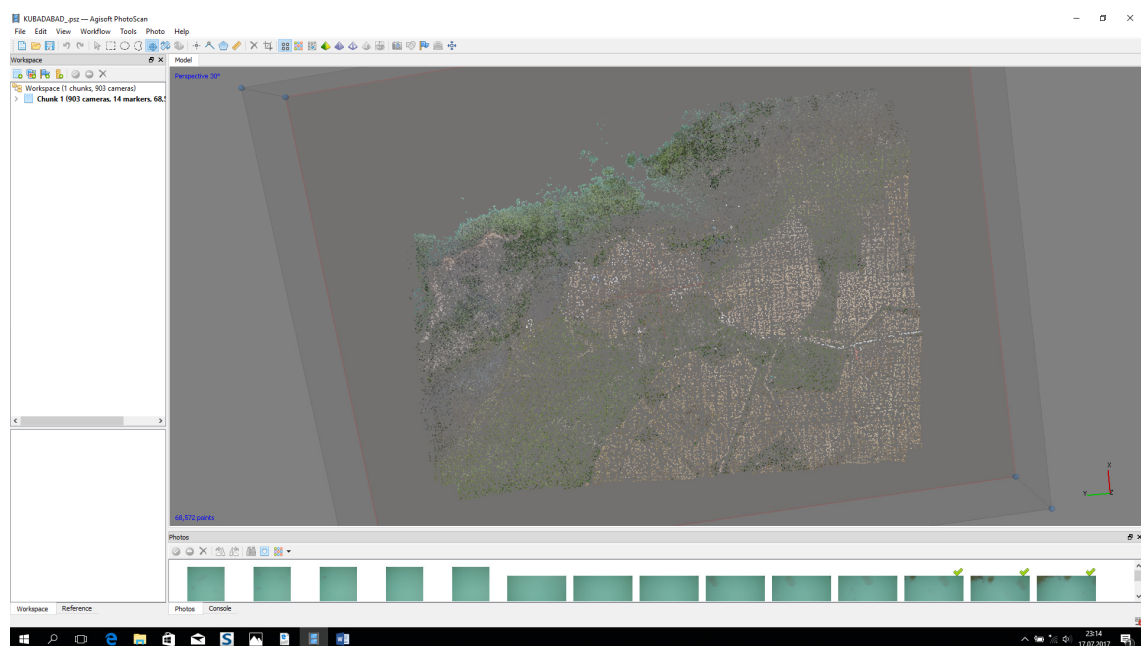 KUBADABAD_.psz — Agisoft PhotoScan
File Edit View Workflow Tools Photo Help
Workspace
Model
Perspective 30°
Workspace (1 chunks, 903 cameras)
Chunk 1 (903 cameras, 14 markers, 68,5
X
Y
Z
68,572 points
Photos
Workspace Reference
Photos Console
23:14
17.07.2017